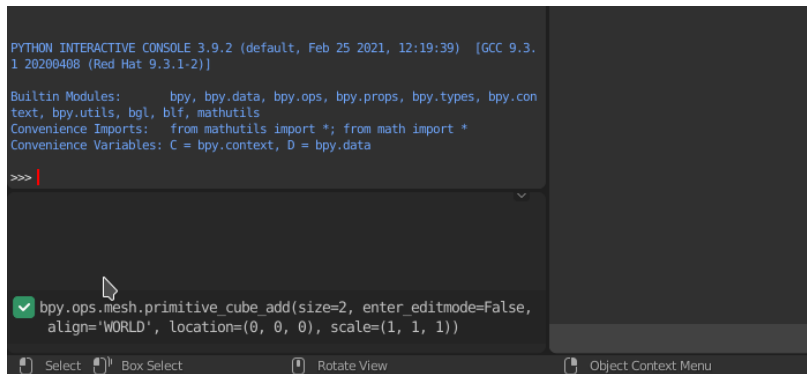 PYTHON INTERACTIVE CONSOLE 3.9.2 (default, Feb 25 2021, 12:19:39)  [GCC 9.3.
1 20200408 (Red Hat 9.3.1-2)]
Builtin Modules:       bpy, bpy.data, bpy.ops, bpy.props, bpy.types, bpy.con
text, bpy.utils, bgl, blf, mathutils
Convenience Imports:   from mathutils import *; from math import *
Convenience Variables: C = bpy.context, D = bpy.data
>>>
bpy.ops.mesh.primitive_cube_add(size=2, enter_editmode=False,
align='WORLD', location=(0, 0, 0), scale=(1, 1, 1))
Select Box Select Rotate View Object Context Menu